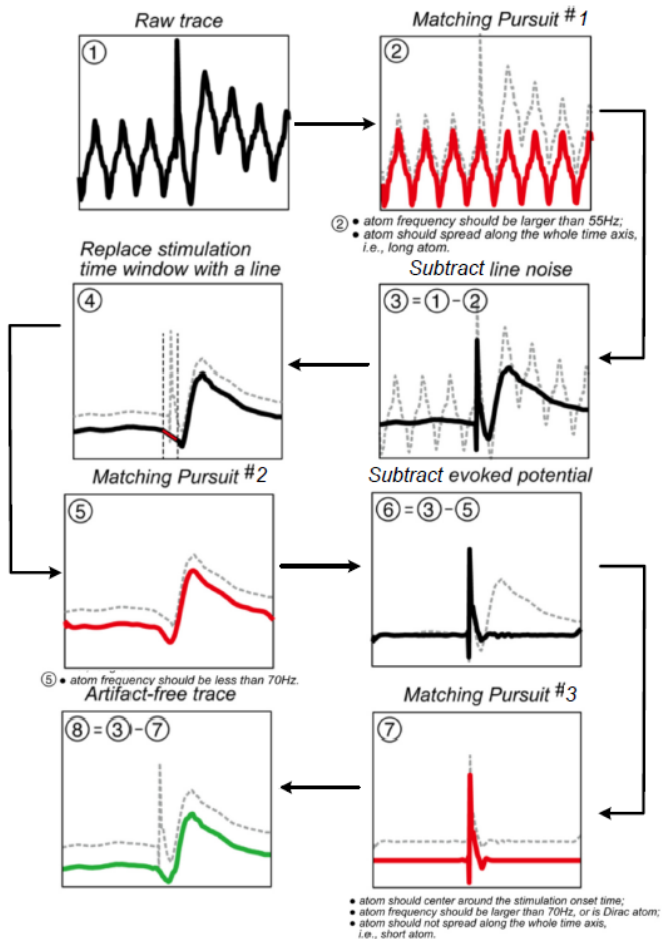 Raw trace
①
Matching Pursuit #1
②
② • atom frequency should be larger than 55Hz;
• atom should spread along the whole time axis,
i.e., long atom.
Subtract line noise
③ = ① – ②
Replace stimulation
time window with a line
④
Matching Pursuit #2
⑤
⑤ • atom frequency should be less than 70Hz.
Subtract evoked potential
⑥ = ③ – ⑤
Matching Pursuit #3
⑦
• atom should center around the stimulation onset time;
• atom frequency should be larger than 70Hz, or is Dirac atom;
• atom should not spread along the whole time axis,
i.e., short atom.
Artifact-free trace
⑧ = ③ – ⑦